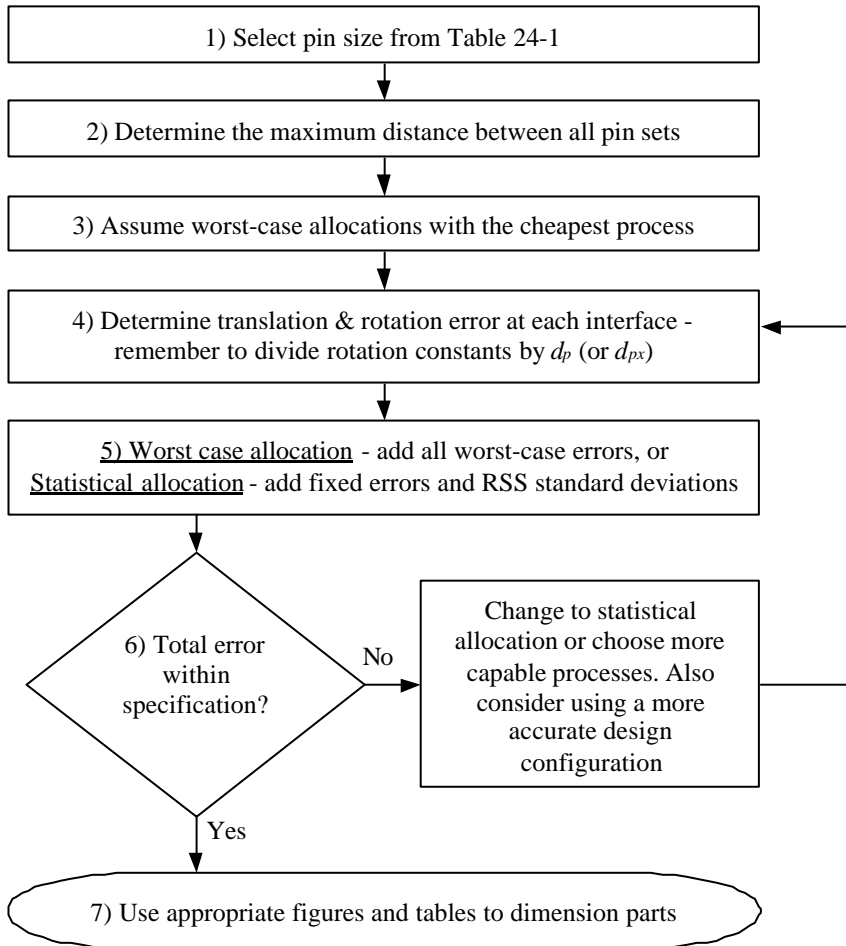 1) Select pin size from Table 24-1
2) Determine the maximum distance between all pin sets
3) Assume worst-case allocations with the cheapest process
4) Determine translation & rotation error at each interface -
remember to divide rotation constants by dp (or dpx)
5) Worst case allocation - add all worst-case errors, or
Statistical allocation - add fixed errors and RSS standard deviations
6) Total error
within
specification?
No
Change to statistical
allocation or choose more
capable processes. Also
consider using a more
accurate design
configuration
Yes
7) Use appropriate figures and tables to dimension parts